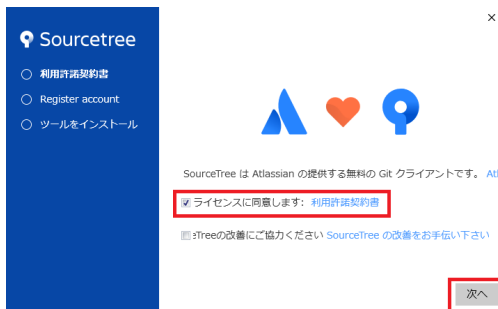 Sourcetree
利用許諾契約書
Register account
ツールをインストール
×
SourceTree は Atlassian の提供する無料の Git クライアントです。 Atl
ライセンスに同意します: 利用許諾契約書
eTreeの改善にご協力ください SourceTree の改善をお手伝い下さい
次へ